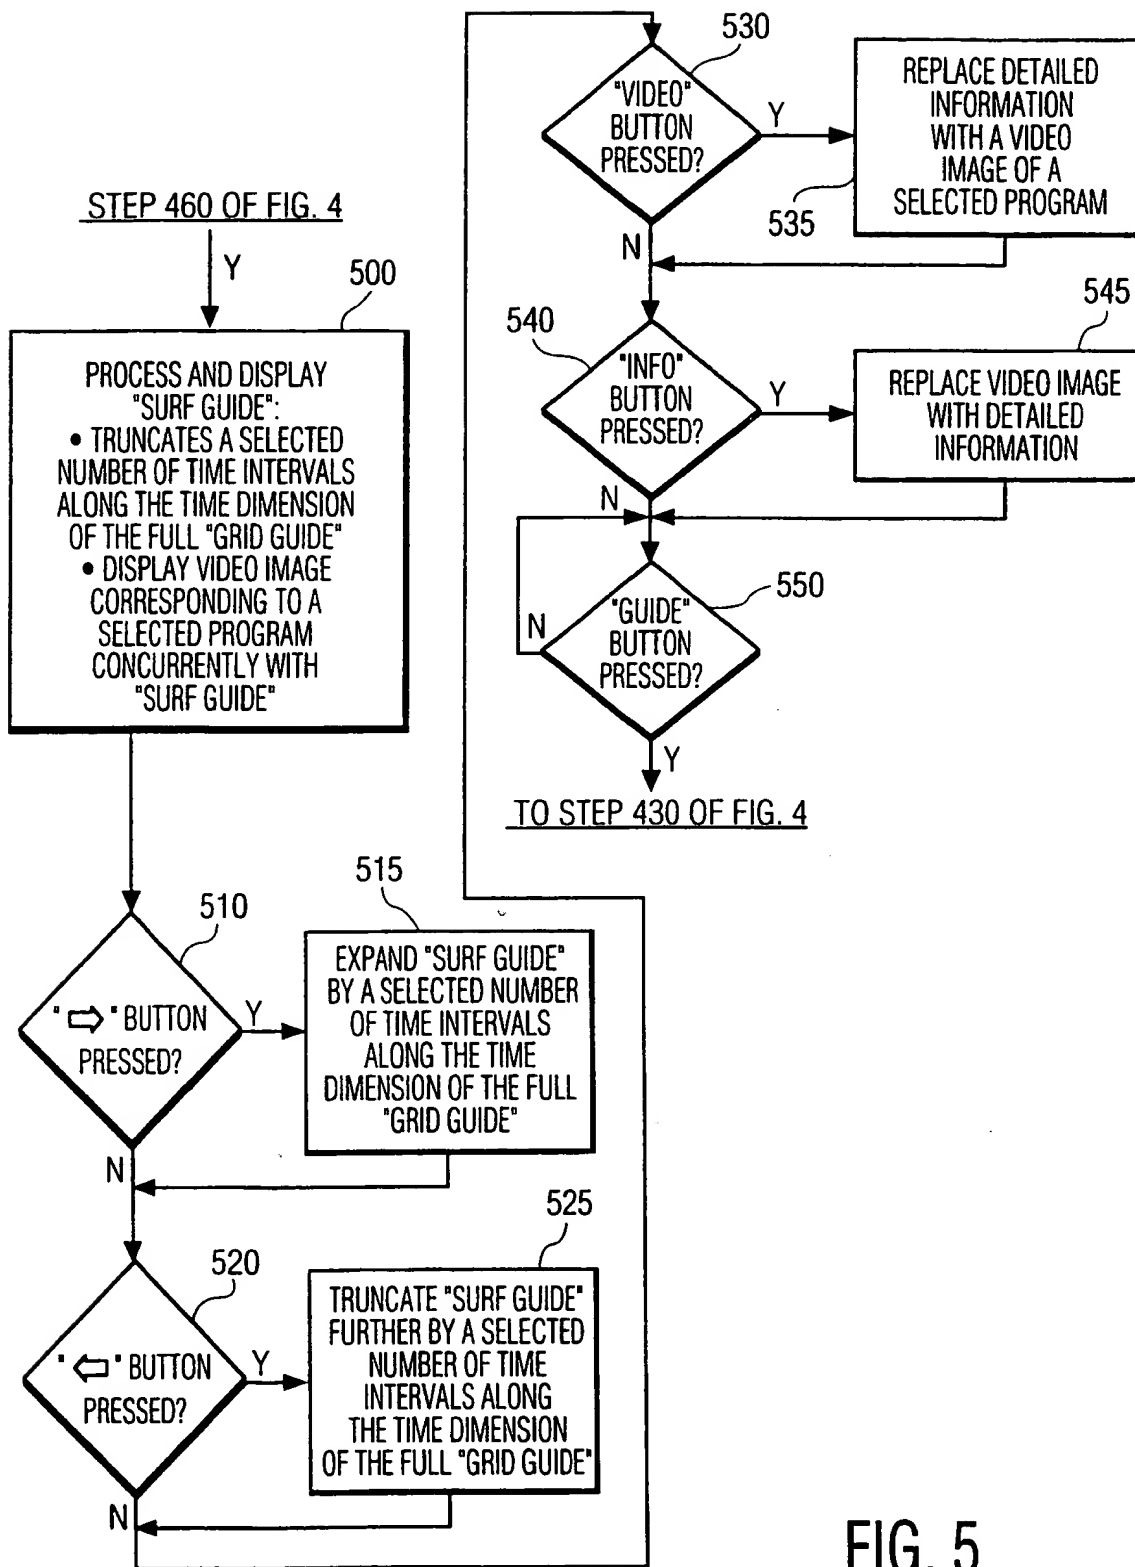 STEP 460 OF FIG. 4
Y
500
PROCESS AND DISPLAY
"SURF GUIDE":
• TRUNCATES A SELECTED
NUMBER OF TIME INTERVALS
ALONG THE TIME DIMENSION
OF THE FULL "GRID GUIDE"
• DISPLAY VIDEO IMAGE
CORRESPONDING TO A
SELECTED PROGRAM
CONCURRENTLY WITH
"SURF GUIDE"
510
" ⇨ " BUTTON
PRESSED?
Y
N
515
EXPAND "SURF GUIDE"
BY A SELECTED NUMBER
OF TIME INTERVALS
ALONG THE TIME
DIMENSION OF THE FULL
"GRID GUIDE"
520
" ⇦ " BUTTON
PRESSED?
Y
N
525
TRUNCATE "SURF GUIDE"
FURTHER BY A SELECTED
NUMBER OF TIME
INTERVALS ALONG
THE TIME DIMENSION
OF THE FULL "GRID GUIDE"
530
"VIDEO"
BUTTON
PRESSED?
Y
N
535
REPLACE DETAILED
INFORMATION
WITH A VIDEO
IMAGE OF A
SELECTED PROGRAM
540
"INFO"
BUTTON
PRESSED?
Y
N
545
REPLACE VIDEO IMAGE
WITH DETAILED
INFORMATION
550
"GUIDE"
BUTTON
PRESSED?
N
Y
TO STEP 430 OF FIG. 4
FIG. 5